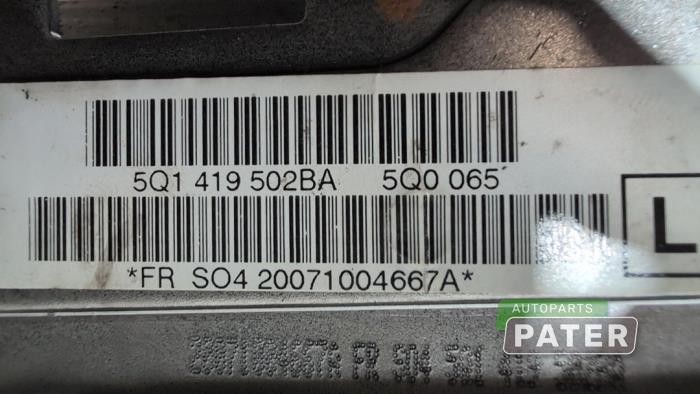 5Q1 419 502BA 5Q0 065
L
*FR SO4 20071004667A*
AUTOPARTS
PATER